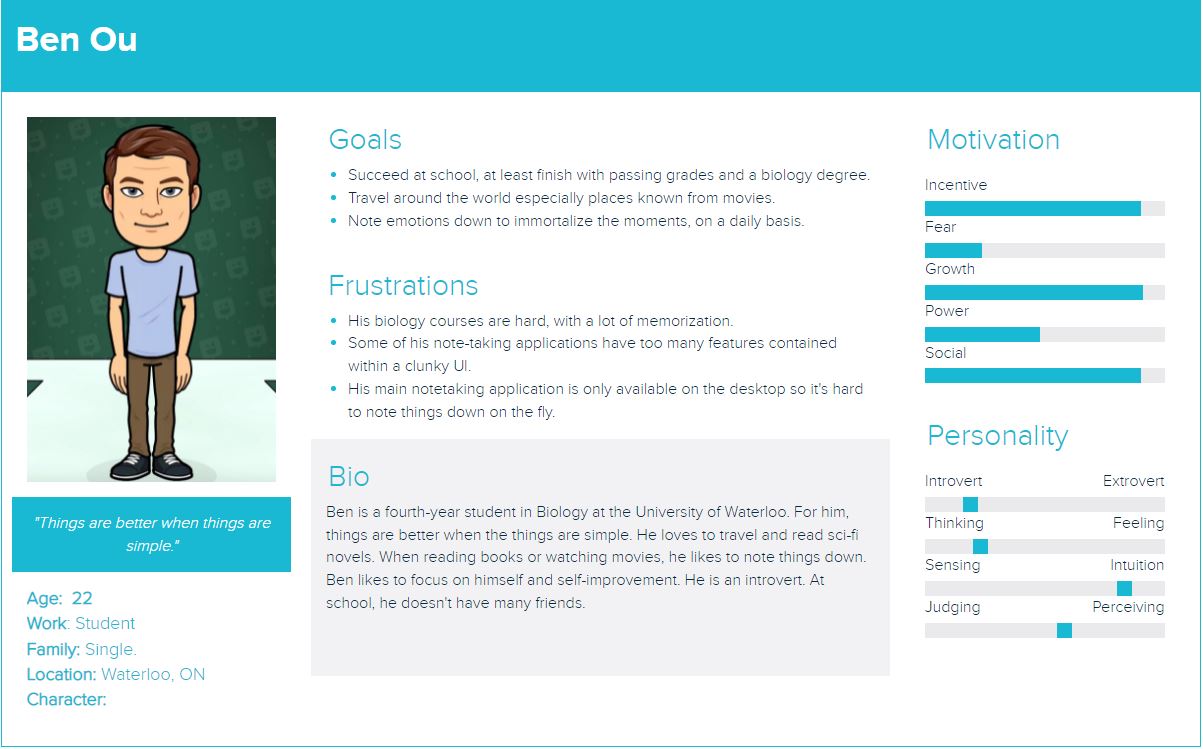 Ben Ou
"Things are better when things are
simple."
Age: 22
Work: Student
Family: Single.
Location: Waterloo, ON
Character:
Goals
• Succeed at school, at least finish with passing grades and a biology degree.
• Travel around the world especially places known from movies.
• Note emotions down to immortalize the moments, on a daily basis.
Frustrations
• His biology courses are hard, with a lot of memorization.
• Some of his note-taking applications have too many features contained
within a clunky UI.
• His main notetaking application is only available on the desktop so it's hard
to note things down on the fly.
Bio
Ben is a fourth-year student in Biology at the University of Waterloo. For him,
things are better when the things are simple. He loves to travel and read sci-fi
novels. When reading books or watching movies, he likes to note things down.
Ben likes to focus on himself and self-improvement. He is an introvert. At
school, he doesn't have many friends.
Motivation
Incentive
Fear
Growth
Power
Social
Personality
Introvert Extrovert
Thinking Feeling
Sensing Intuition
Judging Perceiving